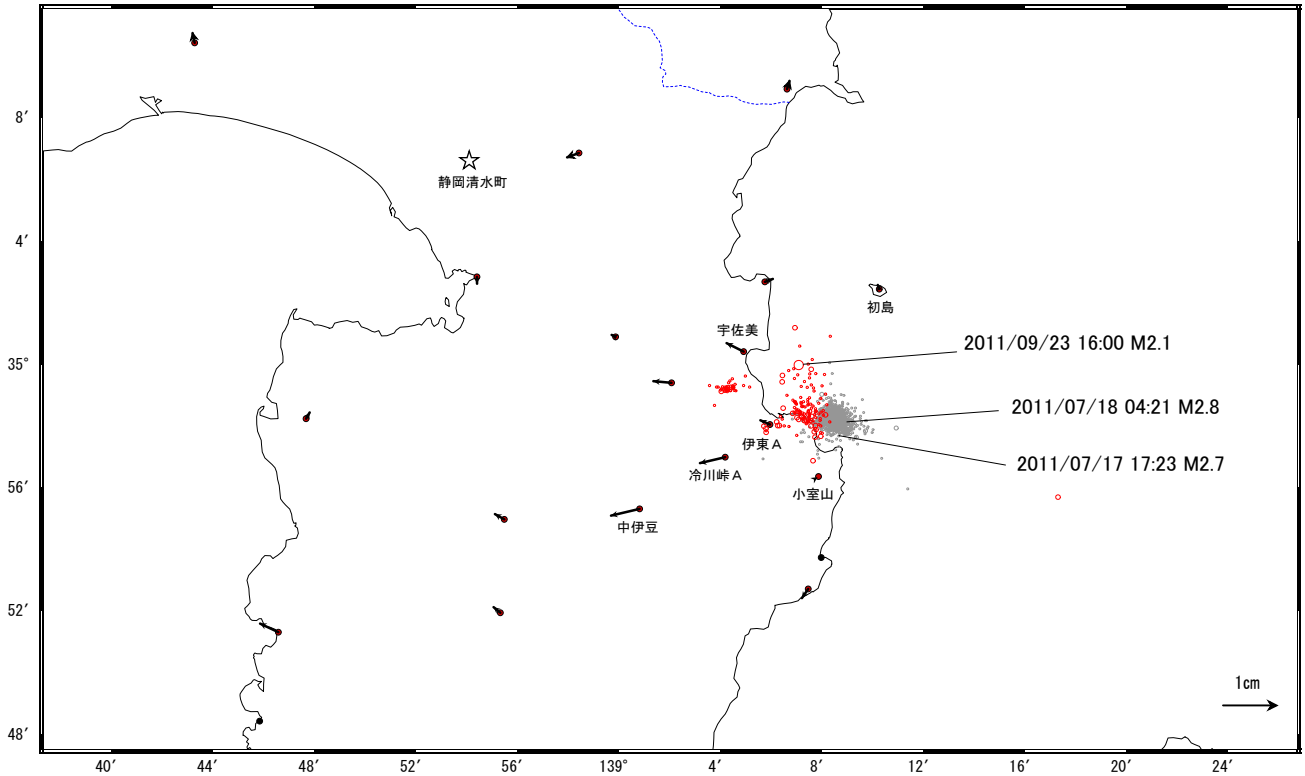 8′
静岡清水町
4′
初島
宇佐美
2011/09/23 16:00 M2.1
35°
2011/07/18 04:21 M2.8
伊東A
2011/07/17 17:23 M2.7
冷川峠A
56′
小室山
中伊豆
52′
1cm
48′
40′ 44′ 48′ 52′ 56′ 139° 4′ 8′ 12′ 16′ 20′ 24′